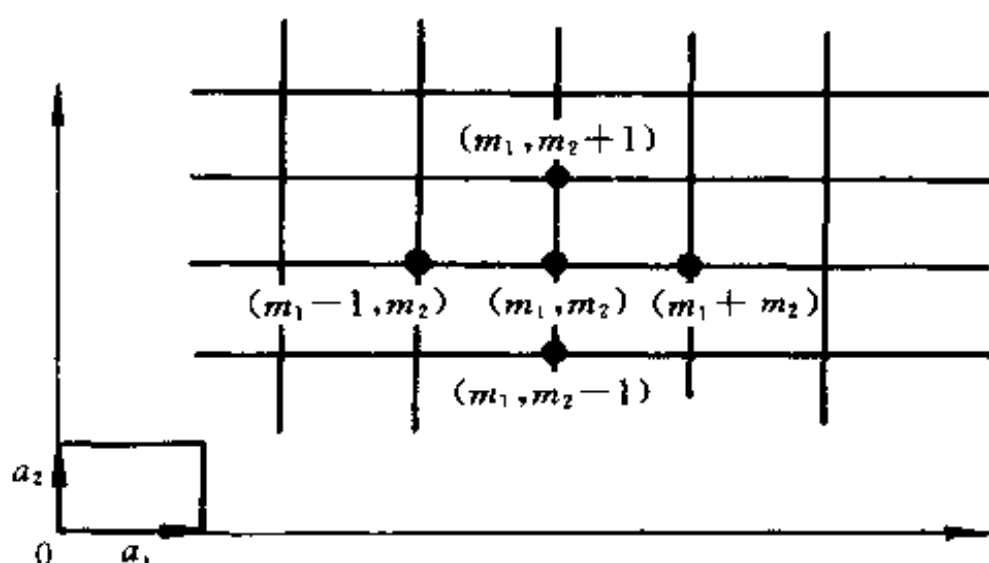 (m₁,m₂+1)
(m₁-1,m₂) (m₁,m₂) (m₁+ m₂)
(m₁,m₂-1)
a₂
0 a₁